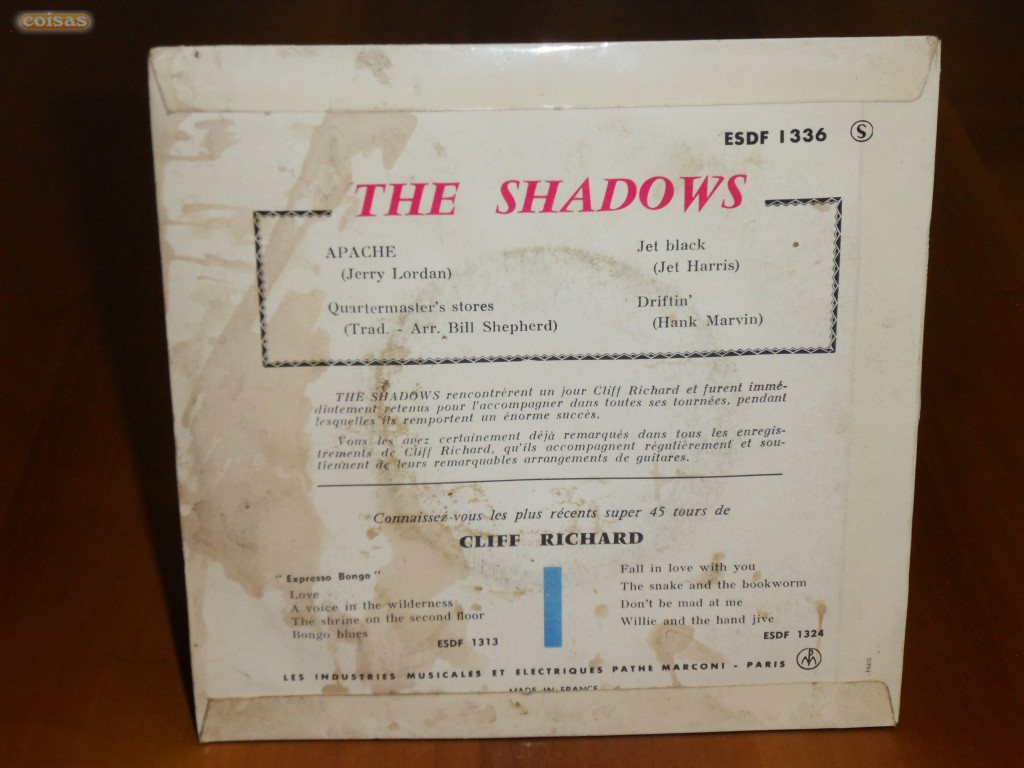 coisas
ESDF 1336 Ⓢ
THE SHADOWS
APACHE
(Jerry Lordan)
Quartermaster's stores
(Trad. - Arr. Bill Shepherd)
Jet black
(Jet Harris)
Driftin'
(Hank Marvin)
THE SHADOWS rencontrèrent un jour Cliff Richard et furent immé-
diatement retenus pour l'accompagner dans toutes ses tournées, pendant
lesquelles ils remportent un énorme succès.
Vous les avez certainement déjà remarqués dans tous les enregis-
trements de Cliff Richard, qu'ils accompagnent régulièrement et sou-
tiennent de leurs remarquables arrangements de guitares.
Connaissez-vous les plus récents super 45 tours de
CLIFF RICHARD
"Expresso Bongo"
Love
A voice in the wilderness
The shrine on the second floor
Bongo blues
ESDF 1313
Fall in love with you
The snake and the bookworm
Don't be mad at me
Willie and the hand jive
ESDF 1324
LES INDUSTRIES MUSICALES ET ELECTRIQUES PATHE MARCONI - PARIS
MADE IN FRANCE